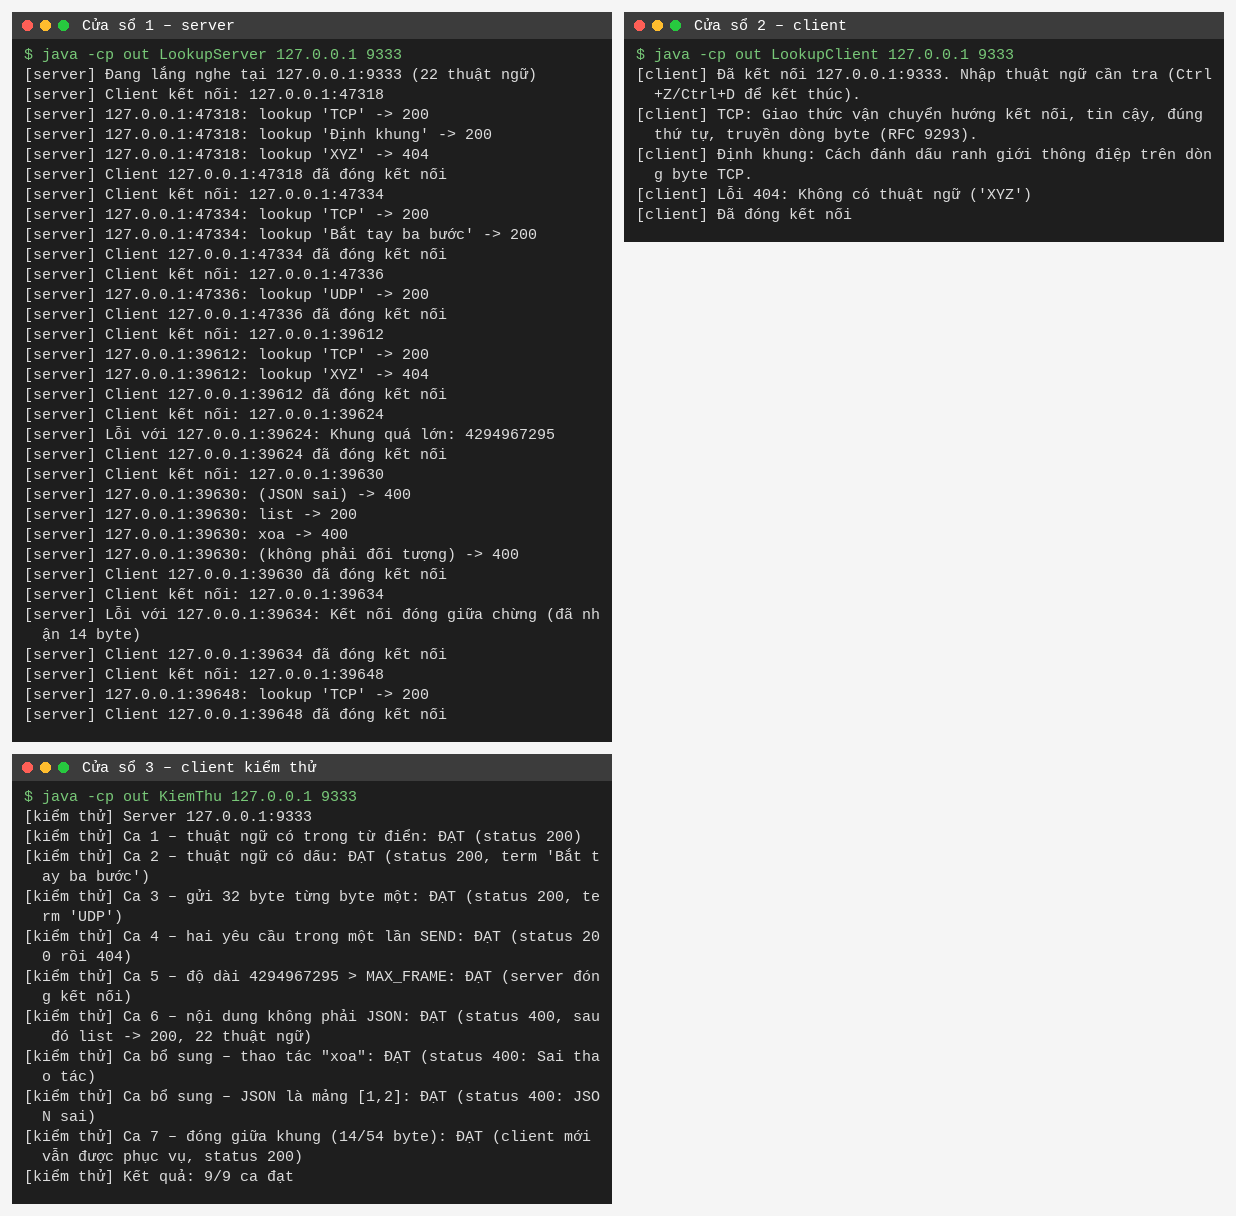 Cửa sổ 1 – server
$ java -cp out LookupServer 127.0.0.1 9333
[server] Đang lắng nghe tại 127.0.0.1:9333 (22 thuật ngữ)
[server] Client kết nối: 127.0.0.1:47318
[server] 127.0.0.1:47318: lookup 'TCP' -> 200
[server] 127.0.0.1:47318: lookup 'Định khung' -> 200
[server] 127.0.0.1:47318: lookup 'XYZ' -> 404
[server] Client 127.0.0.1:47318 đã đóng kết nối
[server] Client kết nối: 127.0.0.1:47334
[server] 127.0.0.1:47334: lookup 'TCP' -> 200
[server] 127.0.0.1:47334: lookup 'Bắt tay ba bước' -> 200
[server] Client 127.0.0.1:47334 đã đóng kết nối
[server] Client kết nối: 127.0.0.1:47336
[server] 127.0.0.1:47336: lookup 'UDP' -> 200
[server] Client 127.0.0.1:47336 đã đóng kết nối
[server] Client kết nối: 127.0.0.1:39612
[server] 127.0.0.1:39612: lookup 'TCP' -> 200
[server] 127.0.0.1:39612: lookup 'XYZ' -> 404
[server] Client 127.0.0.1:39612 đã đóng kết nối
[server] Client kết nối: 127.0.0.1:39624
[server] Lỗi với 127.0.0.1:39624: Khung quá lớn: 4294967295
[server] Client 127.0.0.1:39624 đã đóng kết nối
[server] Client kết nối: 127.0.0.1:39630
[server] 127.0.0.1:39630: (JSON sai) -> 400
[server] 127.0.0.1:39630: list -> 200
[server] 127.0.0.1:39630: xoa -> 400
[server] 127.0.0.1:39630: (không phải đối tượng) -> 400
[server] Client 127.0.0.1:39630 đã đóng kết nối
[server] Client kết nối: 127.0.0.1:39634
[server] Lỗi với 127.0.0.1:39634: Kết nối đóng giữa chừng (đã nh
ận 14 byte)
[server] Client 127.0.0.1:39634 đã đóng kết nối
[server] Client kết nối: 127.0.0.1:39648
[server] 127.0.0.1:39648: lookup 'TCP' -> 200
[server] Client 127.0.0.1:39648 đã đóng kết nối
Cửa sổ 2 – client
$ java -cp out LookupClient 127.0.0.1 9333
[client] Đã kết nối 127.0.0.1:9333. Nhập thuật ngữ cần tra (Ctrl
+Z/Ctrl+D để kết thúc).
[client] TCP: Giao thức vận chuyển hướng kết nối, tin cậy, đúng
thứ tự, truyền dòng byte (RFC 9293).
[client] Định khung: Cách đánh dấu ranh giới thông điệp trên dòn
g byte TCP.
[client] Lỗi 404: Không có thuật ngữ ('XYZ')
[client] Đã đóng kết nối
Cửa sổ 3 – client kiểm thử
$ java -cp out KiemThu 127.0.0.1 9333
[kiểm thử] Server 127.0.0.1:9333
[kiểm thử] Ca 1 – thuật ngữ có trong từ điển: ĐẠT (status 200)
[kiểm thử] Ca 2 – thuật ngữ có dấu: ĐẠT (status 200, term 'Bắt t
ay ba bước')
[kiểm thử] Ca 3 – gửi 32 byte từng byte một: ĐẠT (status 200, te
rm 'UDP')
[kiểm thử] Ca 4 – hai yêu cầu trong một lần SEND: ĐẠT (status 20
0 rồi 404)
[kiểm thử] Ca 5 – độ dài 4294967295 > MAX_FRAME: ĐẠT (server đón
g kết nối)
[kiểm thử] Ca 6 – nội dung không phải JSON: ĐẠT (status 400, sau
đó list -> 200, 22 thuật ngữ)
[kiểm thử] Ca bổ sung – thao tác "xoa": ĐẠT (status 400: Sai tha
o tác)
[kiểm thử] Ca bổ sung – JSON là mảng [1,2]: ĐẠT (status 400: JSO
N sai)
[kiểm thử] Ca 7 – đóng giữa khung (14/54 byte): ĐẠT (client mới
vẫn được phục vụ, status 200)
[kiểm thử] Kết quả: 9/9 ca đạt